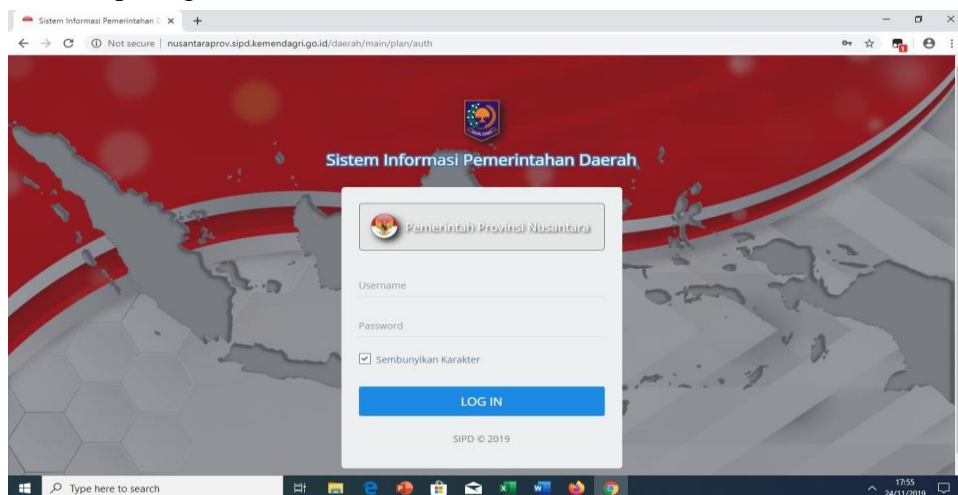 Sistem Informasi Pemerintahan D
Not secure | nusantaraprov.sipd.kemendagri.go.id/daerah/main/plan/auth
Sistem Informasi Pemerintahan Daerah
Pemerintah Provinsi Nusantara
Username
Password
Sembunyikan Karakter
LOG IN
SIPD © 2019
Type here to search
17:55
24/11/2019